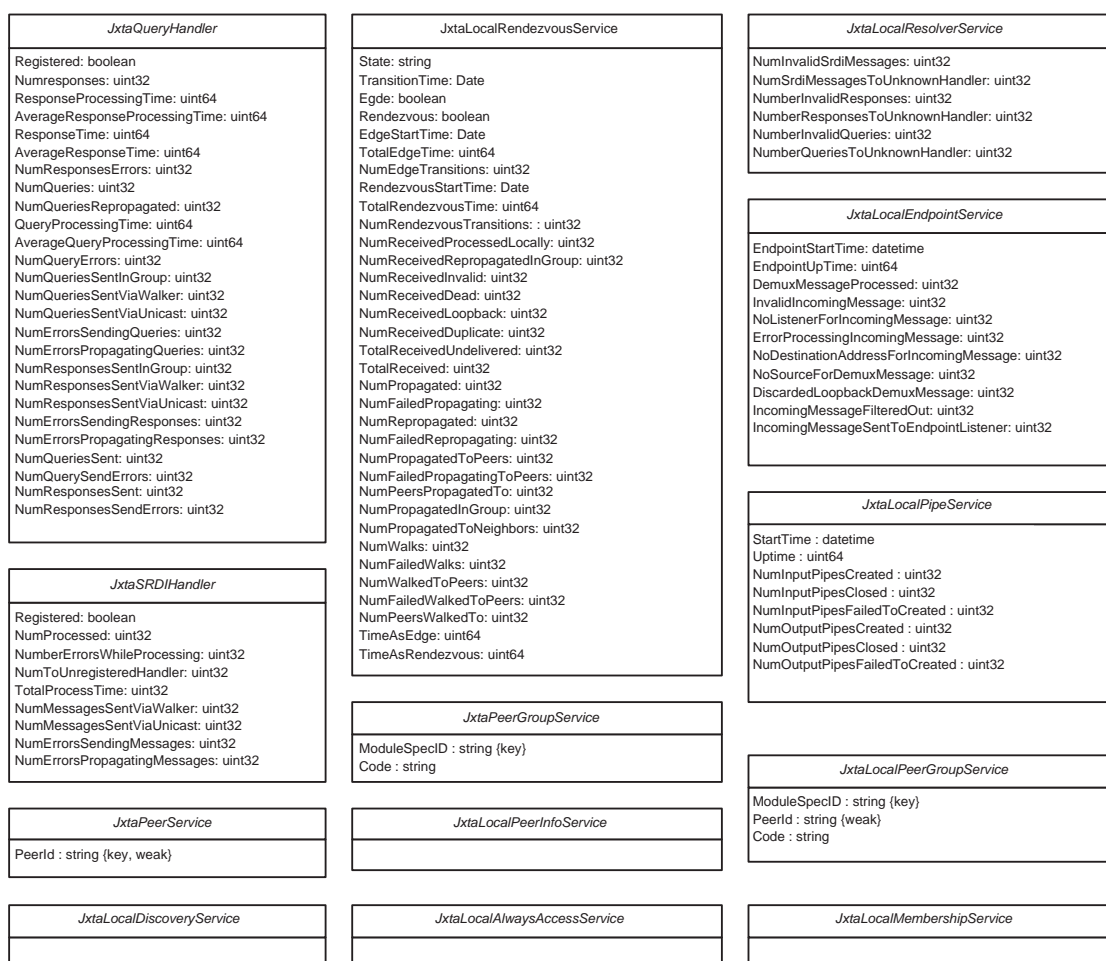 JxtaQueryHandler
Registered: boolean
Numresponses: uint32
ResponseProcessingTime: uint64
AverageResponseProcessingTime: uint64
ResponseTime: uint64
AverageResponseTime: uint64
NumResponsesErrors: uint32
NumQueries: uint32
NumQueriesRepropagated: uint32
QueryProcessingTime: uint64
AverageQueryProcessingTime: uint64
NumQueryErrors: uint32
NumQueriesSentInGroup: uint32
NumQueriesSentViaWalker: uint32
NumQueriesSentViaUnicast: uint32
NumErrorsSendingQueries: uint32
NumErrorsPropagatingQueries: uint32
NumResponsesSentInGroup: uint32
NumResponsesSentViaWalker: uint32
NumResponsesSentViaUnicast: uint32
NumErrorsSendingResponses: uint32
NumErrorsPropagatingResponses: uint32
NumQueriesSent: uint32
NumQuerySendErrors: uint32
NumResponsesSent: uint32
NumResponsesSendErrors: uint32
JxtaSRDIHandler
Registered: boolean
NumProcessed: uint32
NumberErrorsWhileProcessing: uint32
NumToUnregisteredHandler: uint32
TotalProcessTime: uint32
NumMessagesSentViaWalker: uint32
NumMessagesSentViaUnicast: uint32
NumErrorsSendingMessages: uint32
NumErrorsPropagatingMessages: uint32
JxtaPeerService
PeerId : string {key, weak}
JxtaLocalDiscoveryService
JxtaLocalRendezvousService
State: string
TransitionTime: Date
Egde: boolean
Rendezvous: boolean
EdgeStartTime: Date
TotalEdgeTime: uint64
NumEdgeTransitions: uint32
RendezvousStartTime: Date
TotalRendezvousTime: uint64
NumRendezvousTransitions: : uint32
NumReceivedProcessedLocally: uint32
NumReceivedRepropagatedInGroup: uint32
NumReceivedInvalid: uint32
NumReceivedDead: uint32
NumReceivedLoopback: uint32
NumReceivedDuplicate: uint32
TotalReceivedUndelivered: uint32
TotalReceived: uint32
NumPropagated: uint32
NumFailedPropagating: uint32
NumRepropagated: uint32
NumFailedRepropagating: uint32
NumPropagatedToPeers: uint32
NumFailedPropagatingToPeers: uint32
NumPeersPropagatedTo: uint32
NumPropagatedInGroup: uint32
NumPropagatedToNeighbors: uint32
NumWalks: uint32
NumFailedWalks: uint32
NumWalkedToPeers: uint32
NumFailedWalkedToPeers: uint32
NumPeersWalkedTo: uint32
TimeAsEdge: uint64
TimeAsRendezvous: uint64
JxtaPeerGroupService
ModuleSpecID : string {key}
Code : string
JxtaLocalPeerInfoService
JxtaLocalAlwaysAccessService
JxtaLocalResolverService
NumInvalidSrdiMessages: uint32
NumSrdiMessagesToUnknownHandler: uint32
NumberInvalidResponses: uint32
NumberResponsesToUnknownHandler: uint32
NumberInvalidQueries: uint32
NumberQueriesToUnknownHandler: uint32
JxtaLocalEndpointService
EndpointStartTime: datetime
EndpointUpTime: uint64
DemuxMessageProcessed: uint32
InvalidIncomingMessage: uint32
NoListenerForIncomingMessage: uint32
ErrorProcessingIncomingMessage: uint32
NoDestinationAddressForIncomingMessage: uint32
NoSourceForDemuxMessage: uint32
DiscardedLoopbackDemuxMessage: uint32
IncomingMessageFilteredOut: uint32
IncomingMessageSentToEndpointListener: uint32
JxtaLocalPipeService
StartTime : datetime
Uptime : uint64
NumInputPipesCreated : uint32
NumInputPipesClosed : uint32
NumInputPipesFailedToCreated : uint32
NumOutputPipesCreated : uint32
NumOutputPipesClosed : uint32
NumOutputPipesFailedToCreated : uint32
JxtaLocalPeerGroupService
ModuleSpecID : string {key}
PeerId : string {weak}
Code : string
JxtaLocalMembershipService